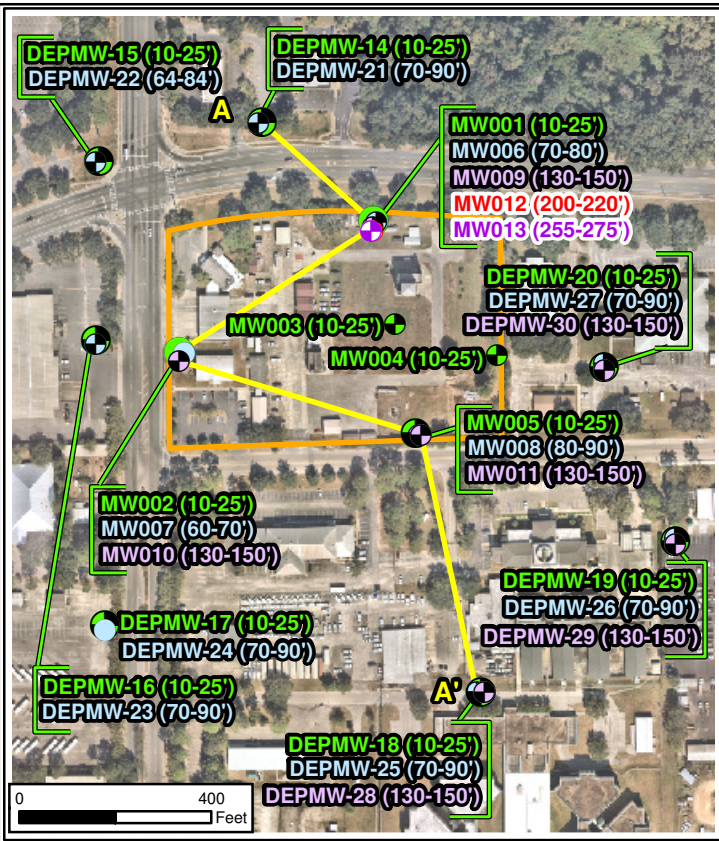 DEPMW-15 (10-25')
DEPMW-22 (64-84')
DEPMW-14 (10-25')
DEPMW-21 (70-90')
A
MW001 (10-25')
MW006 (70-80')
MW009 (130-150')
MW012 (200-220')
MW013 (255-275')
DEPMW-20 (10-25')
DEPMW-27 (70-90')
DEPMW-30 (130-150')
MW003 (10-25')
MW004 (10-25')
MW005 (10-25')
MW008 (80-90')
MW011 (130-150')
MW002 (10-25')
MW007 (60-70')
MW010 (130-150')
DEPMW-19 (10-25')
DEPMW-26 (70-90')
DEPMW-29 (130-150')
DEPMW-17 (10-25')
DEPMW-24 (70-90')
DEPMW-16 (10-25')
DEPMW-23 (70-90')
A'
DEPMW-18 (10-25')
DEPMW-25 (70-90')
DEPMW-28 (130-150')
0 400
Feet